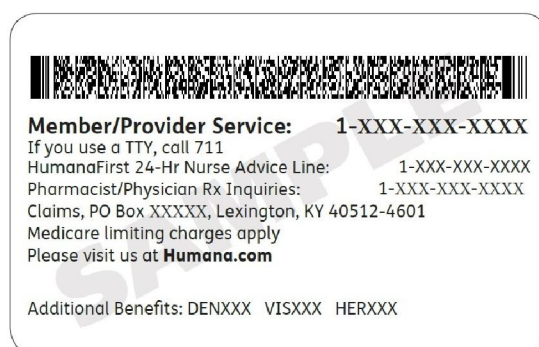 Member/Provider Service: 1-XXX-XXX-XXXX
If you use a TTY, call 711
HumanaFirst 24-Hr Nurse Advice Line: 1-XXX-XXX-XXXX
Pharmacist/Physician Rx Inquiries: 1-XXX-XXX-XXXX
Claims, PO Box XXXXX, Lexington, KY 40512-4601
Medicare limiting charges apply
Please visit us at Humana.com
SAMPLE
Additional Benefits: DENXXX VISXXX HERXXX